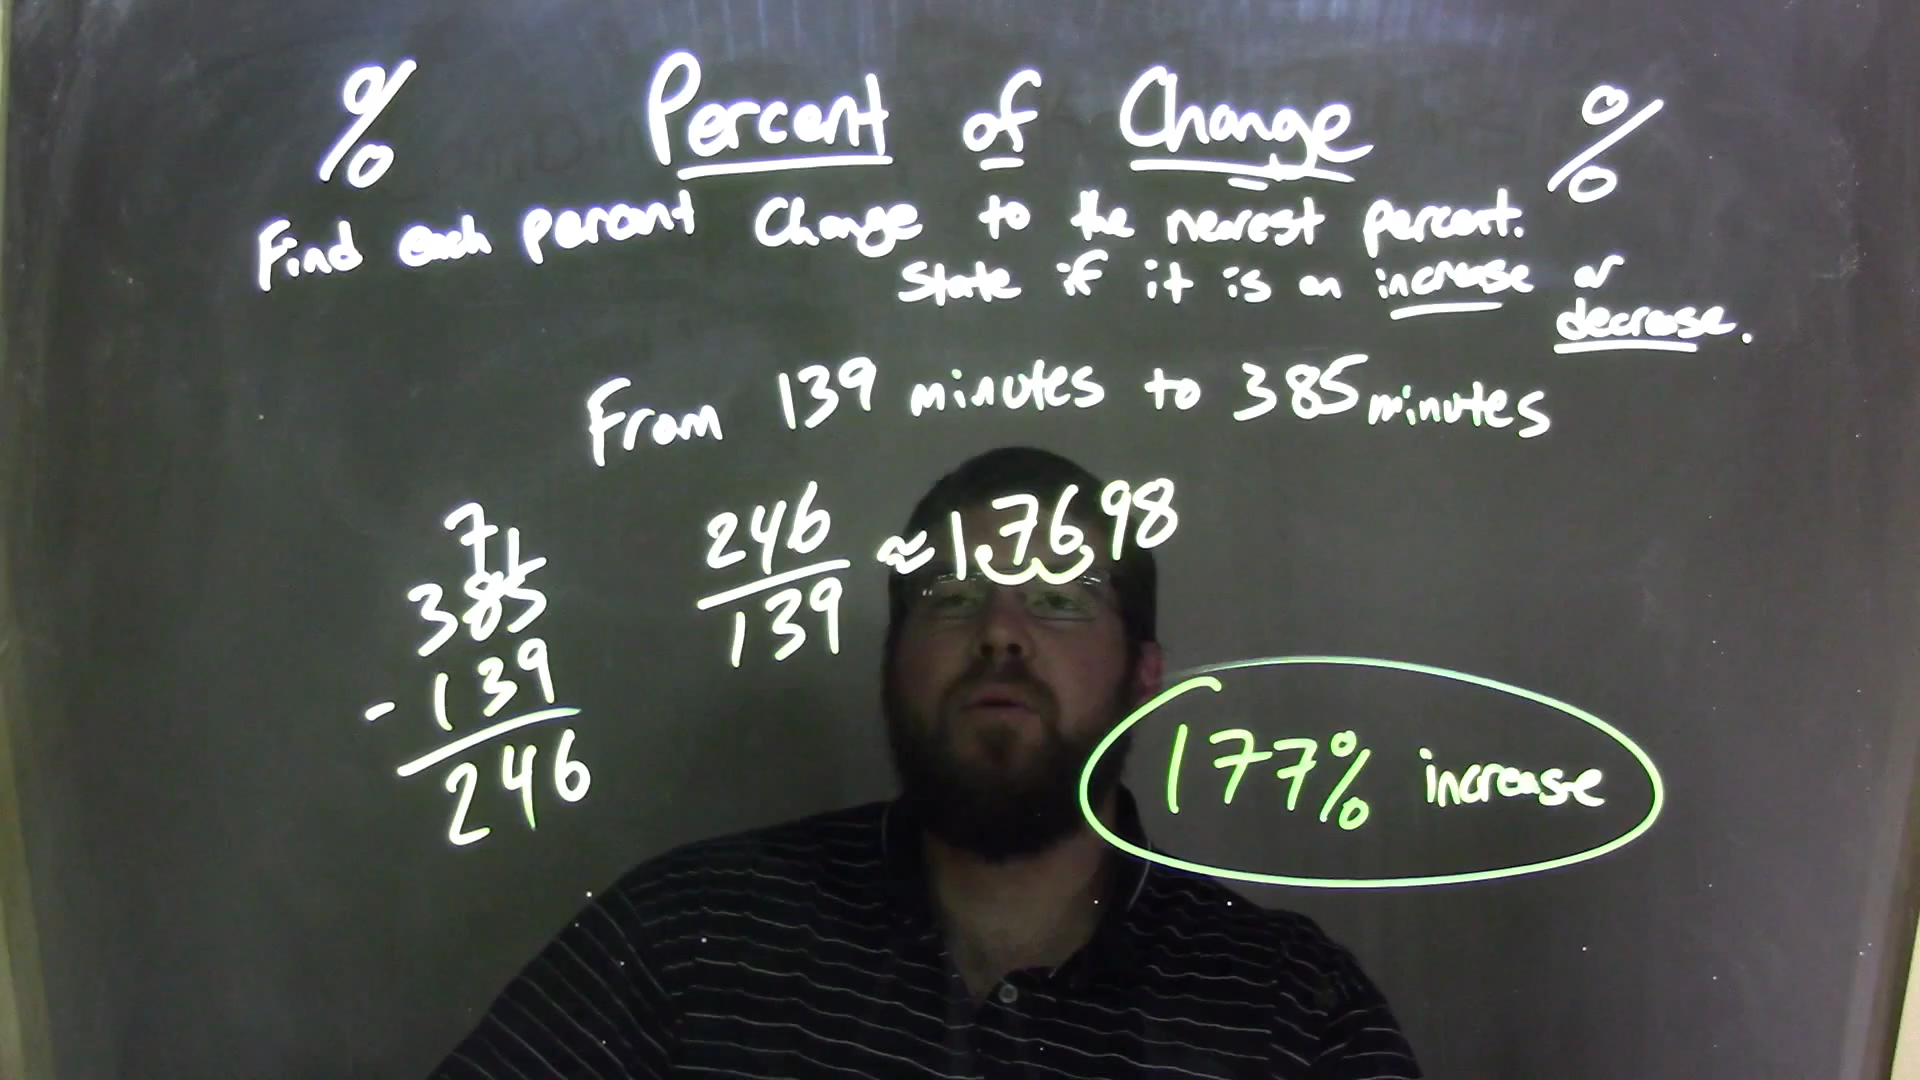 % Percent of Change %
Find each percent Change to the nearest percent.
State if it is an increase or
decrease.
From 139 minutes to 385 minutes
7 1
385
- 139
246
246
139
≈ 1.7698
177% increase